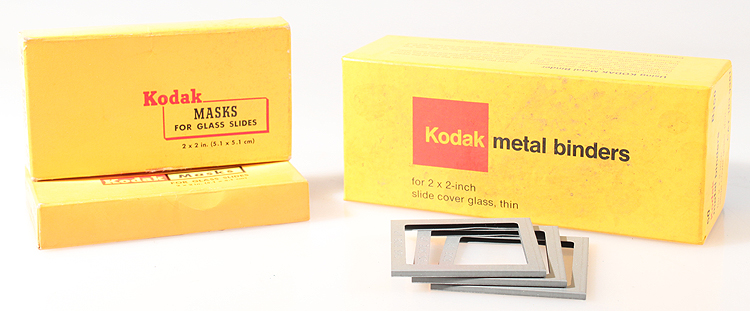 Kodak
MASKS
FOR GLASS SLIDES
2 x 2 in. (5.1 x 5.1 cm)
Kodak Masks
FOR GLASS SLIDES
Kodak metal binders
for 2 x 2-inch
slide cover glass, thin